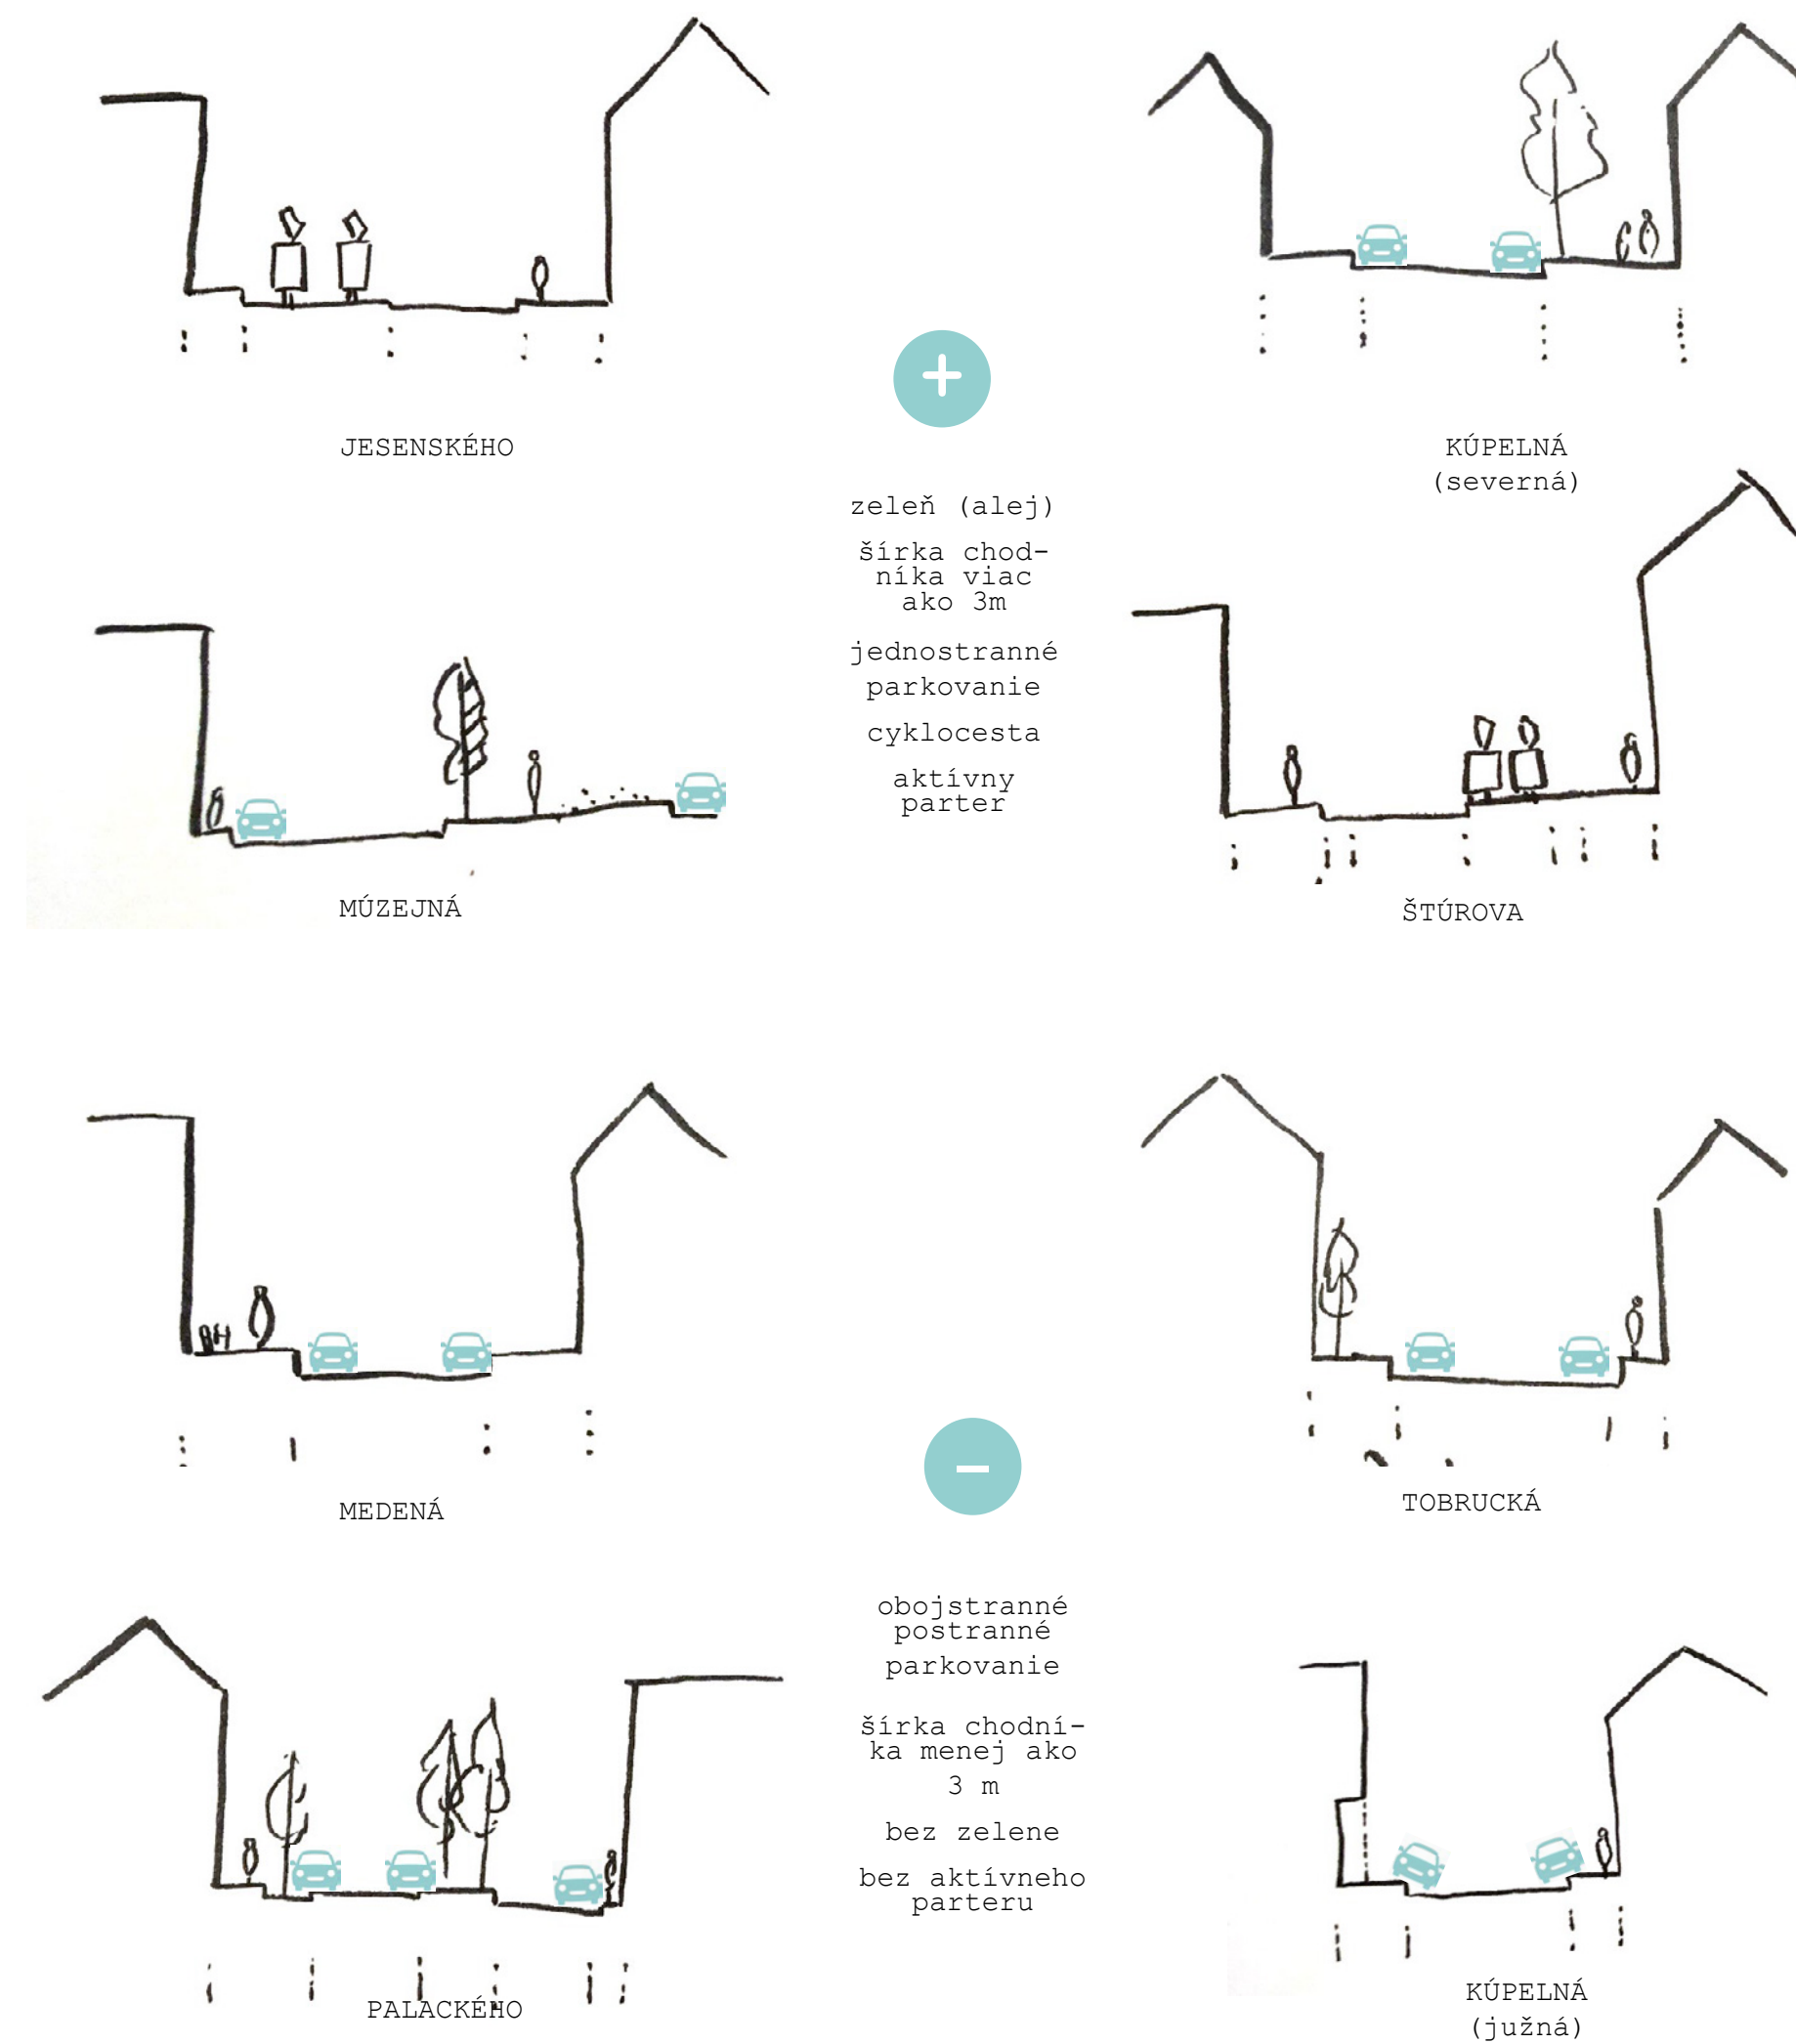 +
JESENSKÉHO
KÚPELNÁ
(severná)
zeleň (alej)
šírka chod-
níka viac
ako 3m
jednostranné
parkovanie
cyklocesta
aktívny
parter
MÚZEJNÁ
ŠTÚROVA
–
MEDENÁ
TOBRUCKÁ
obojstranné
postranné
parkovanie
šírka chodní-
ka menej ako
3 m
bez zelene
bez aktívneho
parteru
PALACKÉHO
KÚPELNÁ
(južná)